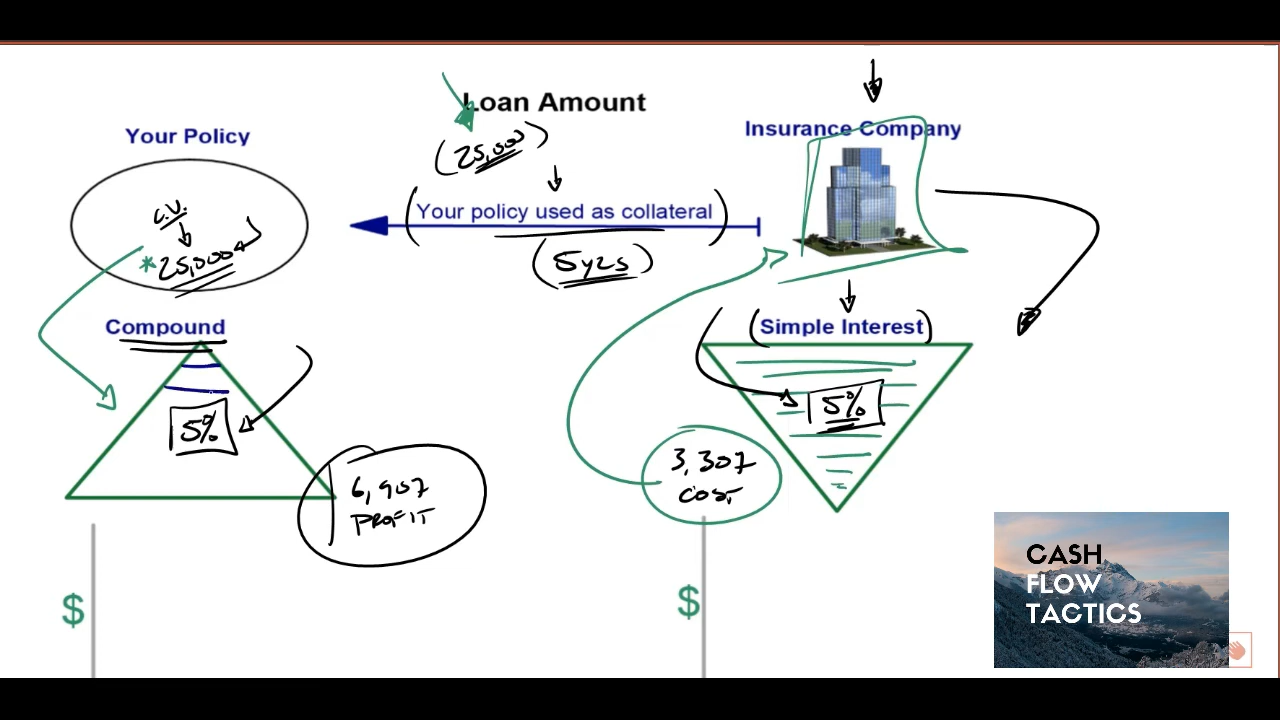 Loan Amount
(25,000)
Your Policy
C.V.
*25,000
Insurance Company
(Your policy used as collateral)
(5yrs)
Compound
5%
6,907
PROFIT
(Simple Interest)
5%
3,307
COST
$
$
CASH
FLOW
TACTICS